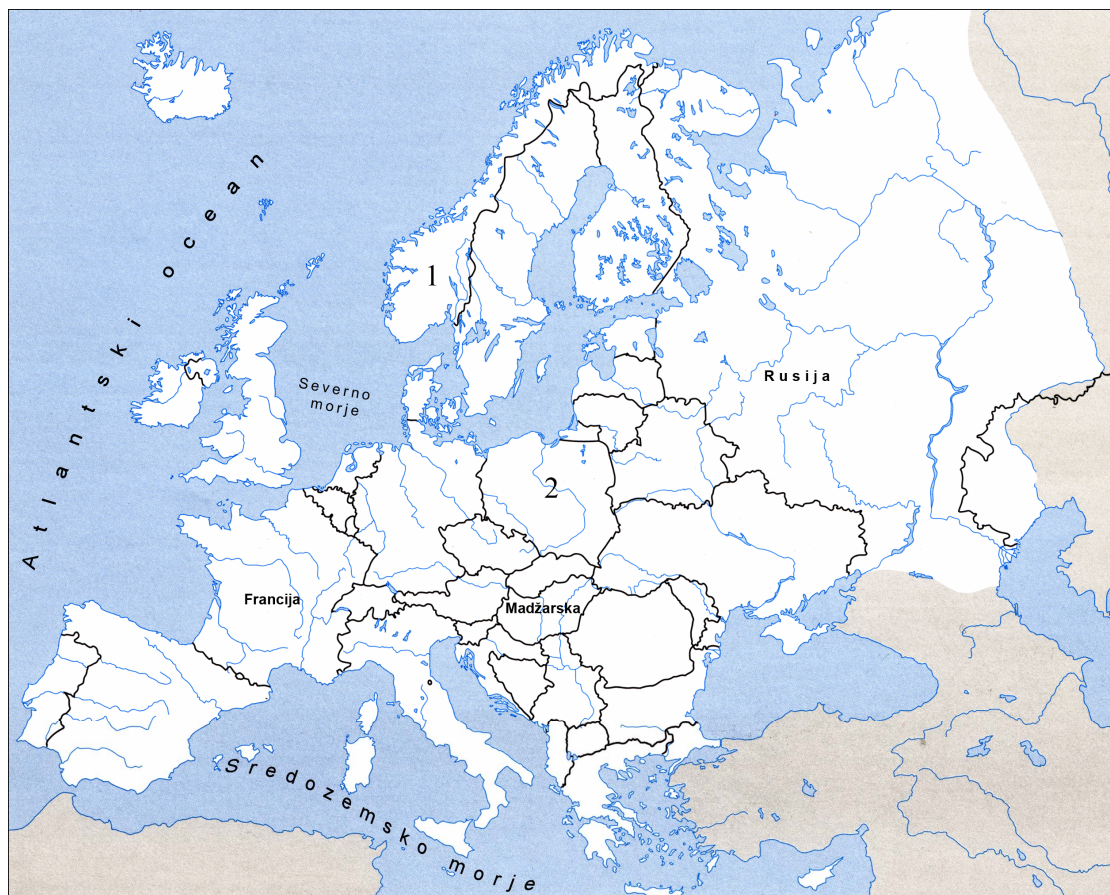 Atlantski ocean
1
Severno
morje
Rusija
2
Francija
Madžarska
Sredozemsko morje